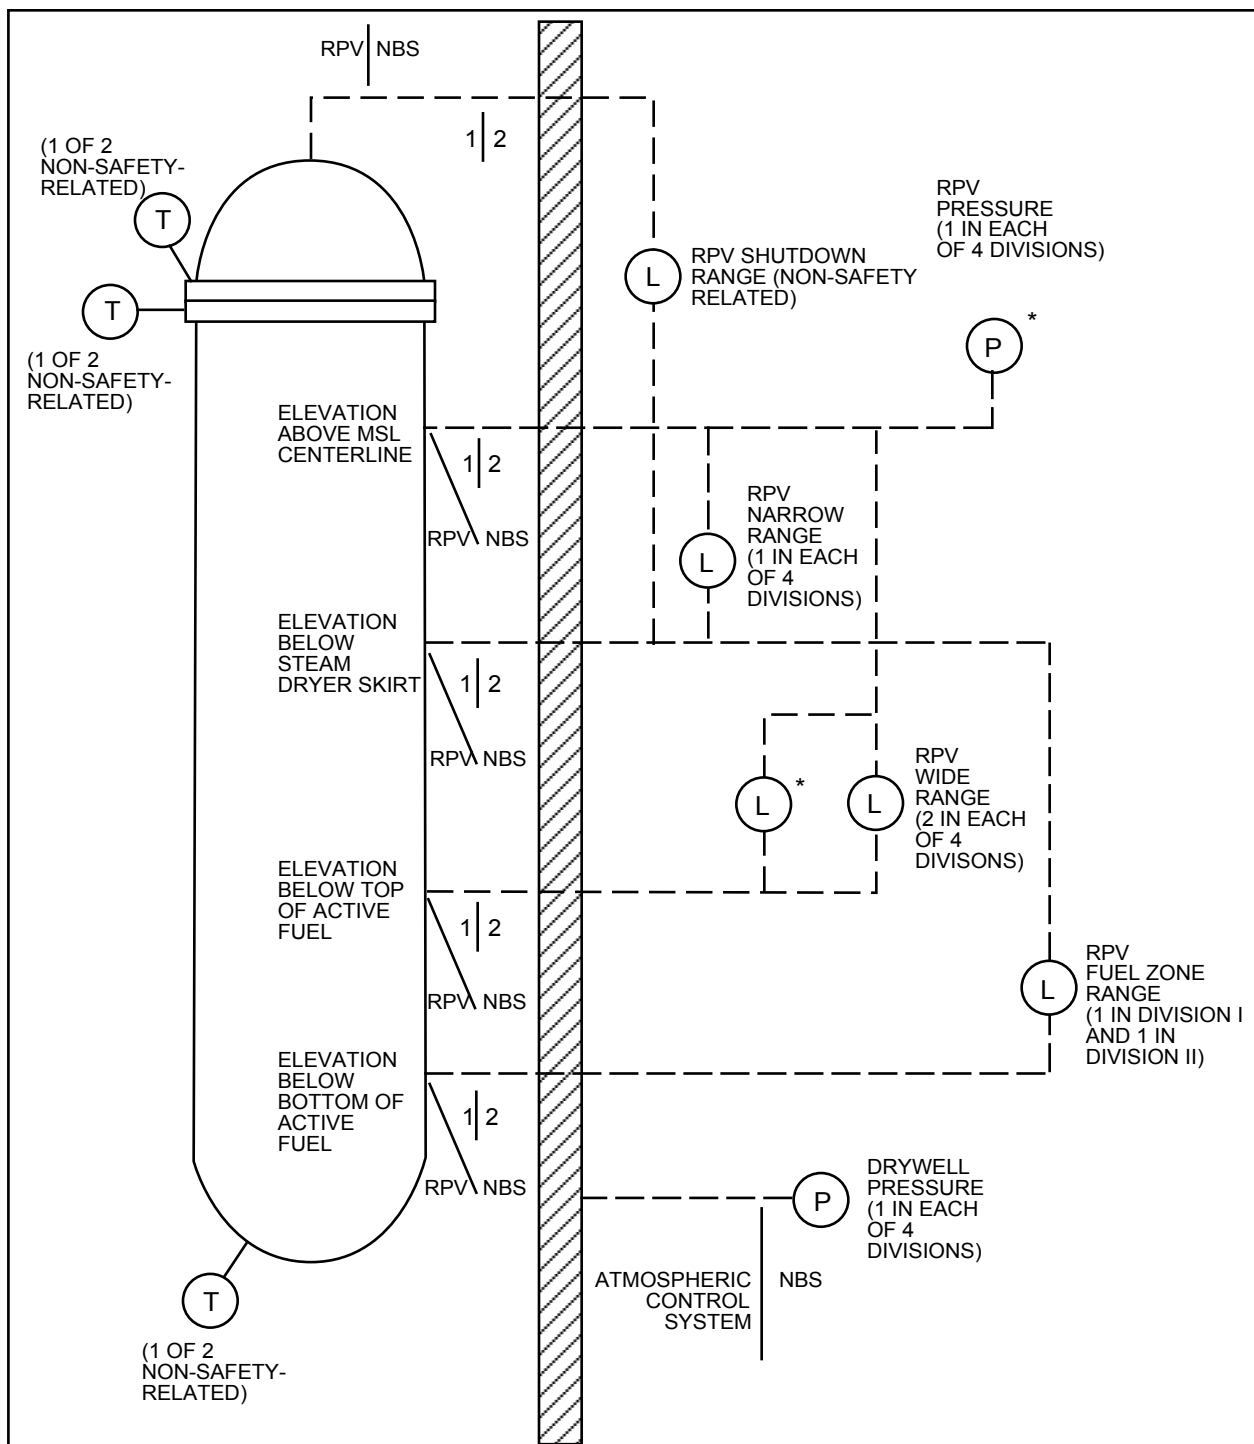 RPV NBS
1 2
(1 OF 2
NON-SAFETY-
RELATED)
T
T
(1 OF 2
NON-SAFETY-
RELATED)
L
RPV SHUTDOWN
RANGE (NON-SAFETY
RELATED)
RPV
PRESSURE
(1 IN EACH
OF 4 DIVISIONS)
P *
ELEVATION
ABOVE MSL
CENTERLINE
1 2
RPV NBS
L
RPV
NARROW
RANGE
(1 IN EACH
OF 4
DIVISIONS)
ELEVATION
BELOW
STEAM
DRYER SKIRT
1 2
RPV NBS
L *
L
RPV
WIDE
RANGE
(2 IN EACH
OF 4
DIVISONS)
ELEVATION
BELOW TOP
OF ACTIVE
FUEL
1 2
RPV NBS
L
RPV
FUEL ZONE
RANGE
(1 IN DIVISION I
AND 1 IN
DIVISION II)
ELEVATION
BELOW
BOTTOM OF
ACTIVE
FUEL
1 2
RPV NBS
P
DRYWELL
PRESSURE
(1 IN EACH
OF 4
DIVISIONS)
ATMOSPHERIC
CONTROL
SYSTEM
NBS
T
(1 OF 2
NON-SAFETY-
RELATED)